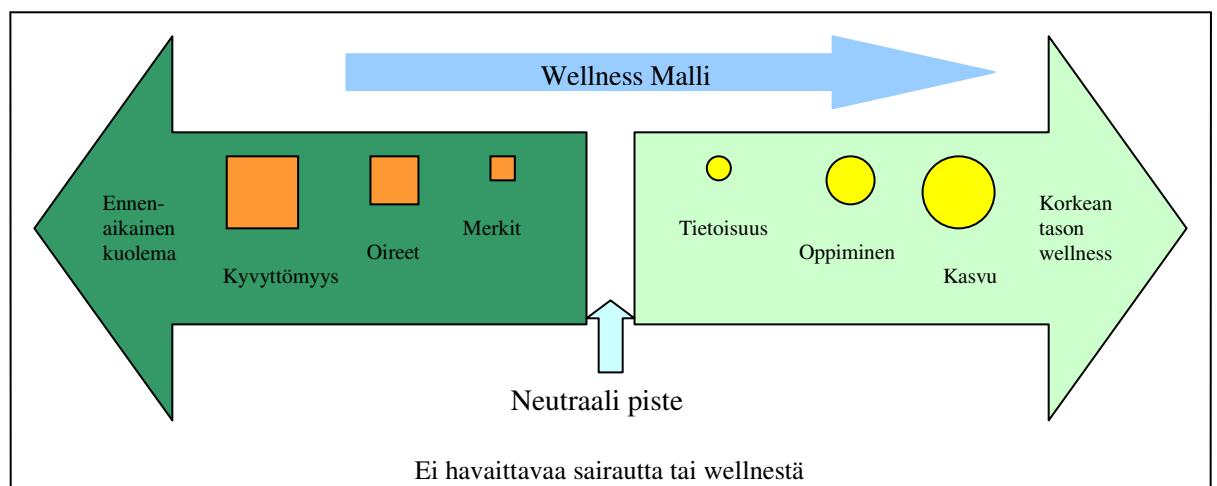 Wellness Malli
Ennen-
aikainen
kuolema
Kyvyttömyys
Oireet
Merkit
Tietoisuus
Oppiminen
Kasvu
Korkean
tason
wellness
Neutraali piste
Ei havaittavaa sairautta tai wellnestä